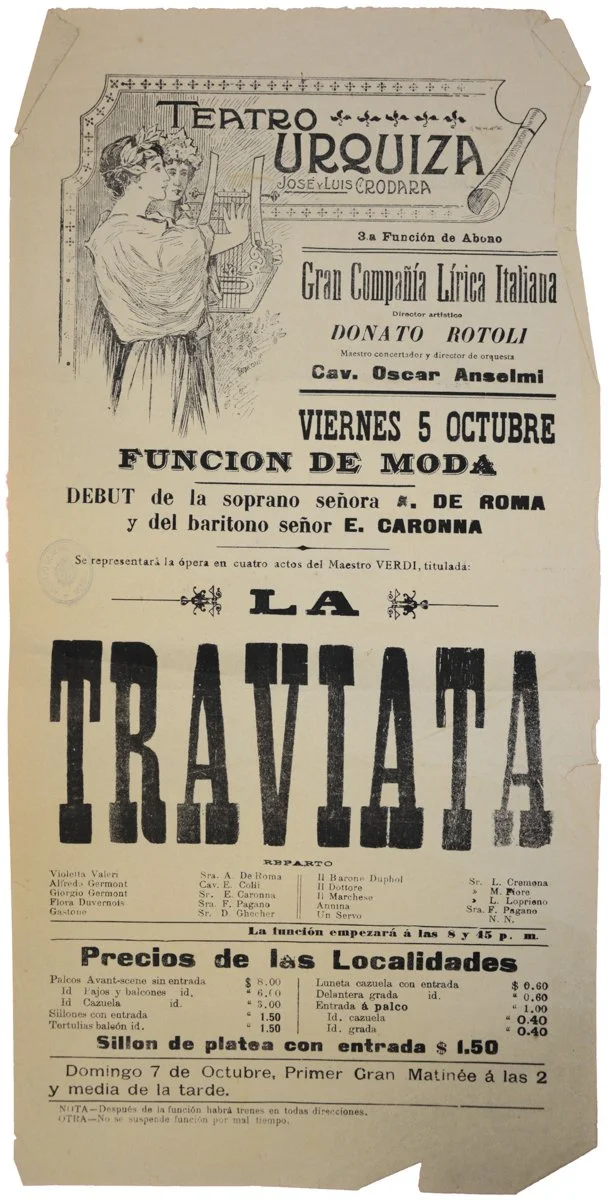 TEATRO
URQUIZA
JOSÉ Y LUIS CRODARA
3.a Función de Abono
Gran Compañía Lírica Italiana
Director artístico
DONATO ROTOLI
Maestro concertador y director de orquesta
Cav. Oscar Anselmi
VIERNES 5 OCTUBRE
FUNCION DE MODA
DEBUT de la soprano señora A. DE ROMA
y del baritono señor E. CARONNA
Se representará la ópera en cuatro actos del Maestro VERDI, titulada:
LA
TRAVIATA
REPARTO
Violetta Valeri Sra. A. De Roma
Alfredo Germont Cav. E. Colli
Giorgio Germont Sr. E. Caronna
Flora Duvernois Sra. F. Pagano
Gastone Sr. D. Ghecher
Il Barone Duphol Sr. L. Cremona
Il Dottore » M. Fiore
Il Marchese » L. Loprieno
Annina Sra. F. Pagano
Un Servo N. N.
La función empezará á las 8 y 45 p. m.
Precios de las Localidades
Palcos Avant-scene sin entrada $ 8.00
Id Bajos y balcones id, “ 6.00
Id Cazuela id. “ 3.00
Sillones con entrada “ 1.50
Tertulias balcón id. “ 1.50
Luneta cazuela con entrada $ 0.60
Delantera grada id. “ 0.60
Entrada á palco “ 1.00
Id. cazuela “ 0.40
Id. grada “ 0.40
Sillon de platea con entrada $ 1.50
Domingo 7 de Octubre, Primer Gran Matinée á las 2
y media de la tarde.
NOTA—Después de la función habrá trenes en todas direcciones.
OTRA—No se suspende función por mal tiempo.